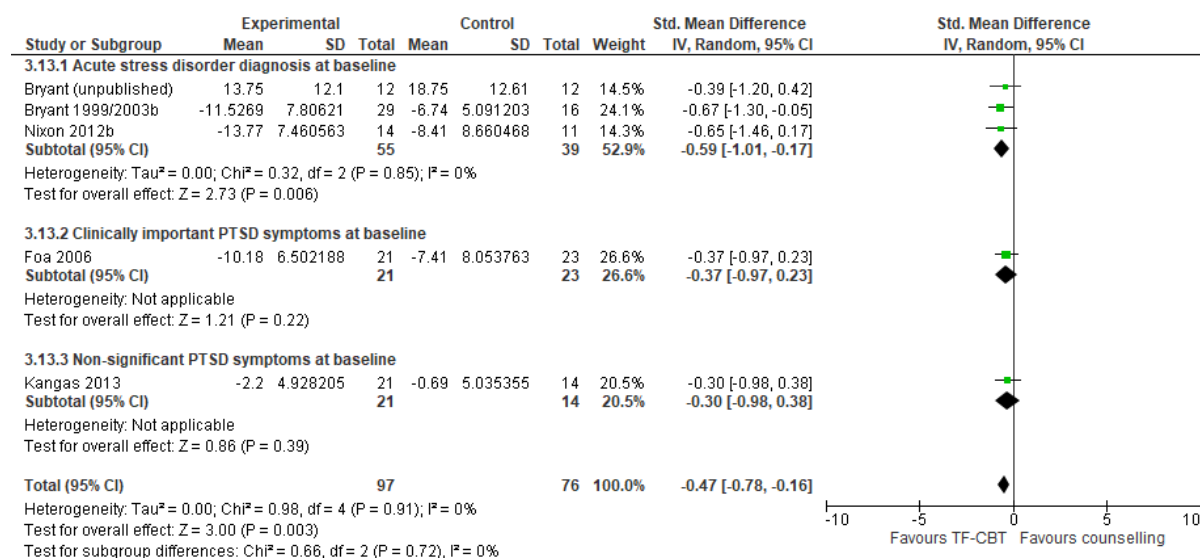 Experimental Control Std. Mean Difference Std. Mean Difference
Study or Subgroup Mean SD Total Mean SD Total Weight IV, Random, 95% CI IV, Random, 95% CI
3.13.1 Acute stress disorder diagnosis at baseline
Bryant (unpublished) 13.75 12.1 12 18.75 12.61 12 14.5% -0.39 [-1.20, 0.42]
Bryant 1999/2003b -11.5269 7.80621 29 -6.74 5.091203 16 24.1% -0.67 [-1.30, -0.05]
Nixon 2012b -13.77 7.460563 14 -8.41 8.660468 11 14.3% -0.65 [-1.46, 0.17]
Subtotal (95% CI) 55 39 52.9% -0.59 [-1.01, -0.17]
Heterogeneity: Tau² = 0.00; Chi² = 0.32, df = 2 (P = 0.85); I² = 0%
Test for overall effect: Z = 2.73 (P = 0.006)
3.13.2 Clinically important PTSD symptoms at baseline
Foa 2006 -10.18 6.502188 21 -7.41 8.053763 23 26.6% -0.37 [-0.97, 0.23]
Subtotal (95% CI) 21 23 26.6% -0.37 [-0.97, 0.23]
Heterogeneity: Not applicable
Test for overall effect: Z = 1.21 (P = 0.22)
3.13.3 Non-significant PTSD symptoms at baseline
Kangas 2013 -2.2 4.928205 21 -0.69 5.035355 14 20.5% -0.30 [-0.98, 0.38]
Subtotal (95% CI) 21 14 20.5% -0.30 [-0.98, 0.38]
Heterogeneity: Not applicable
Test for overall effect: Z = 0.86 (P = 0.39)
Total (95% CI) 97 76 100.0% -0.47 [-0.78, -0.16]
Heterogeneity: Tau² = 0.00; Chi² = 0.98, df = 4 (P = 0.91); I² = 0%
Test for overall effect: Z = 3.00 (P = 0.003)
Test for subgroup differences: Chi² = 0.66, df = 2 (P = 0.72), I² = 0%
-10 -5 0 5 10
Favours TF-CBT Favours counselling